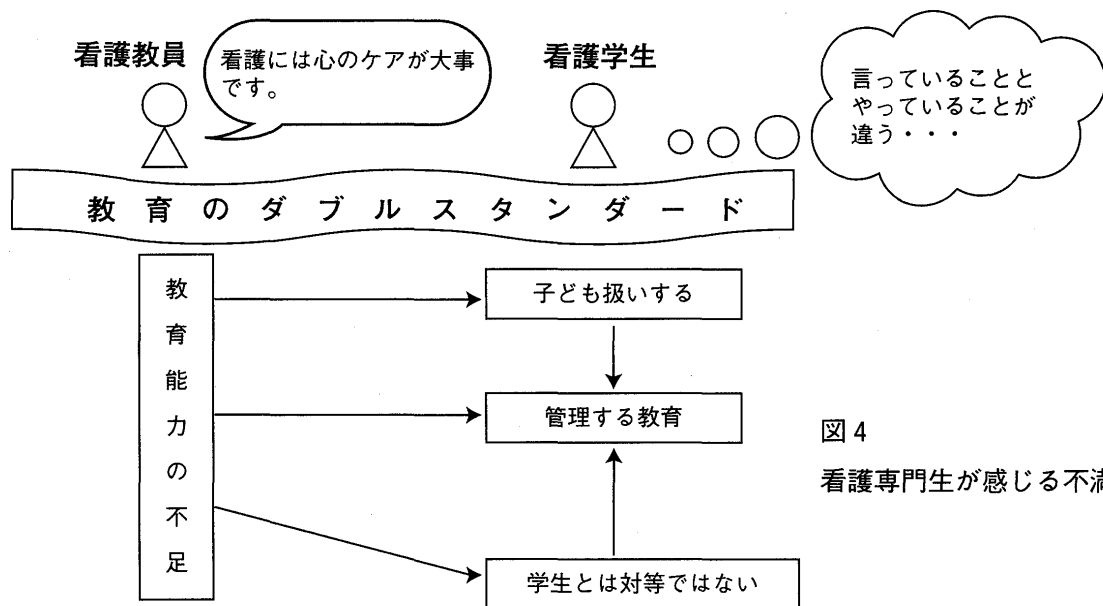 看護教員
看護には心のケアが大事
です。
看護学生
言っていることと
やっていることが
違う・・・
教育のダブルスタンダード
教育能力の不足
子ども扱いする
管理する教育
学生とは対等ではない
図4
看護専門生が感じる不満